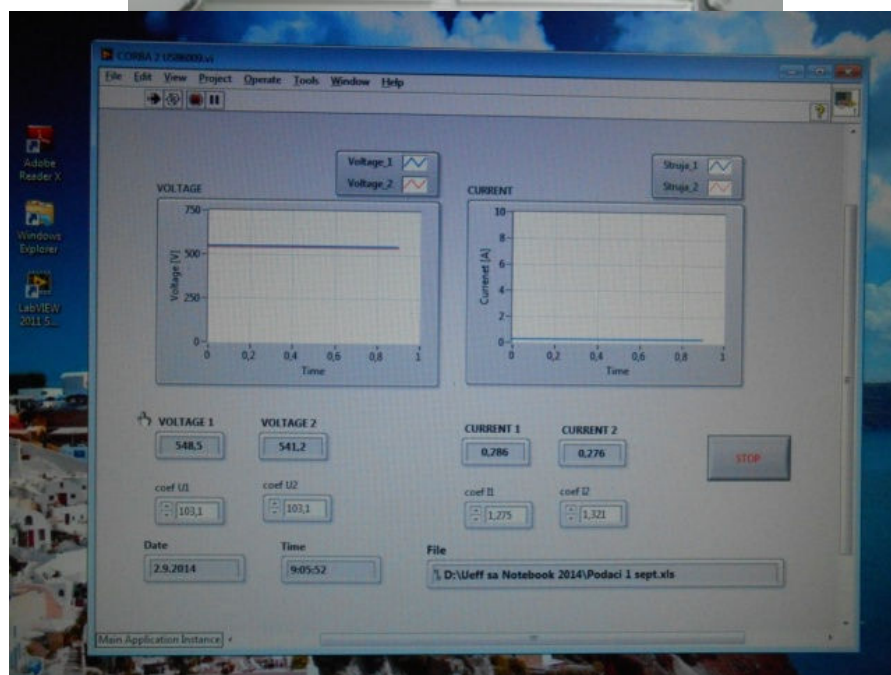 CORBA 2 USB6009.vi
File Edit View Project Operate Tools Window Help
Adobe
Reader X
Windows
Explorer
LabVIEW
2011 5...
Voltage_1
Voltage_2
VOLTAGE
750
500
250
0
Voltage [V]
0 0,2 0,4 0,6 0,8 1
Time
Struja_1
Struja_2
CURRENT
10
8
6
4
2
0
Currenet [A]
0 0,2 0,4 0,6 0,8 1
Time
VOLTAGE 1 VOLTAGE 2 CURRENT 1 CURRENT 2
548,5 541,2 0,286 0,276
STOP
coef U1 coef U2 coef I1 coef I2
103,1 103,1 1,275 1,321
Date Time File
2.9.2014 9:05:52 D:\Ueff sa Notebook 2014\Podaci 1 sept.xls
Main Application Instance